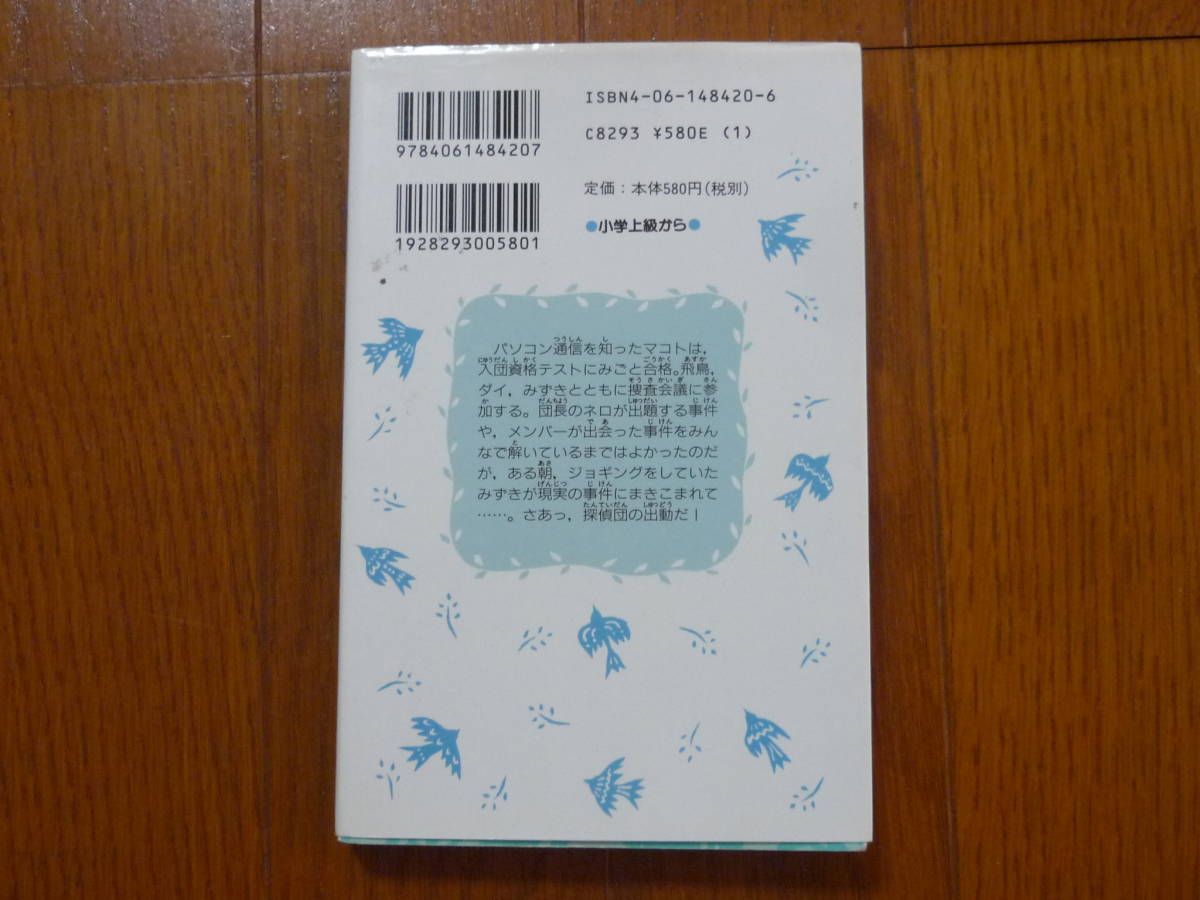 ISBN4-06-148420-6
9784061484207
C8293 ¥580E (1)
定価：本体580円(税別)
1928293005801
●小学上級から●
パソコン通信を知ったマコトは，
入団資格テストにみごと合格。飛鳥，
ダイ，みずきとともに捜査会議に参
加する。団長のネロが出題する事件
や，メンバーが出会った事件をみん
なで解いているまではよかったのだ
が，ある朝，ジョギングをしていた
みずきが現実の事件にまきこまれて
……。さあっ，探偵団の出動だ！